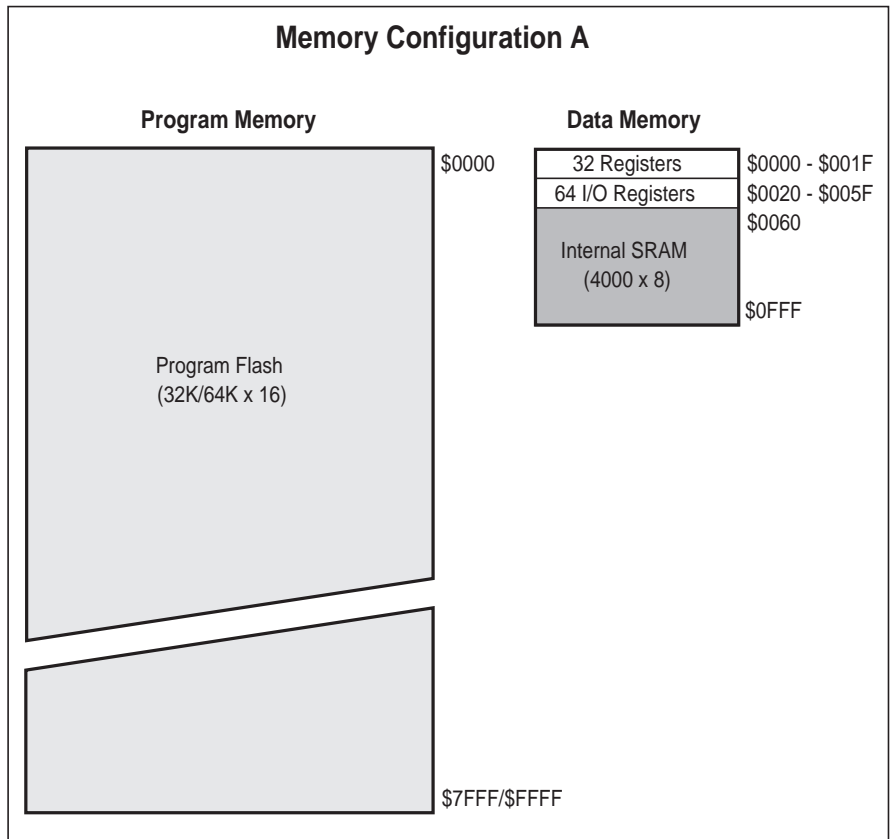 Memory Configuration A
Program Memory
Data Memory
$0000
32 Registers
$0000 - $001F
64 I/O Registers
$0020 - $005F
$0060
Internal SRAM
(4000 x 8)
$0FFF
Program Flash
(32K/64K x 16)
$7FFF/$FFFF